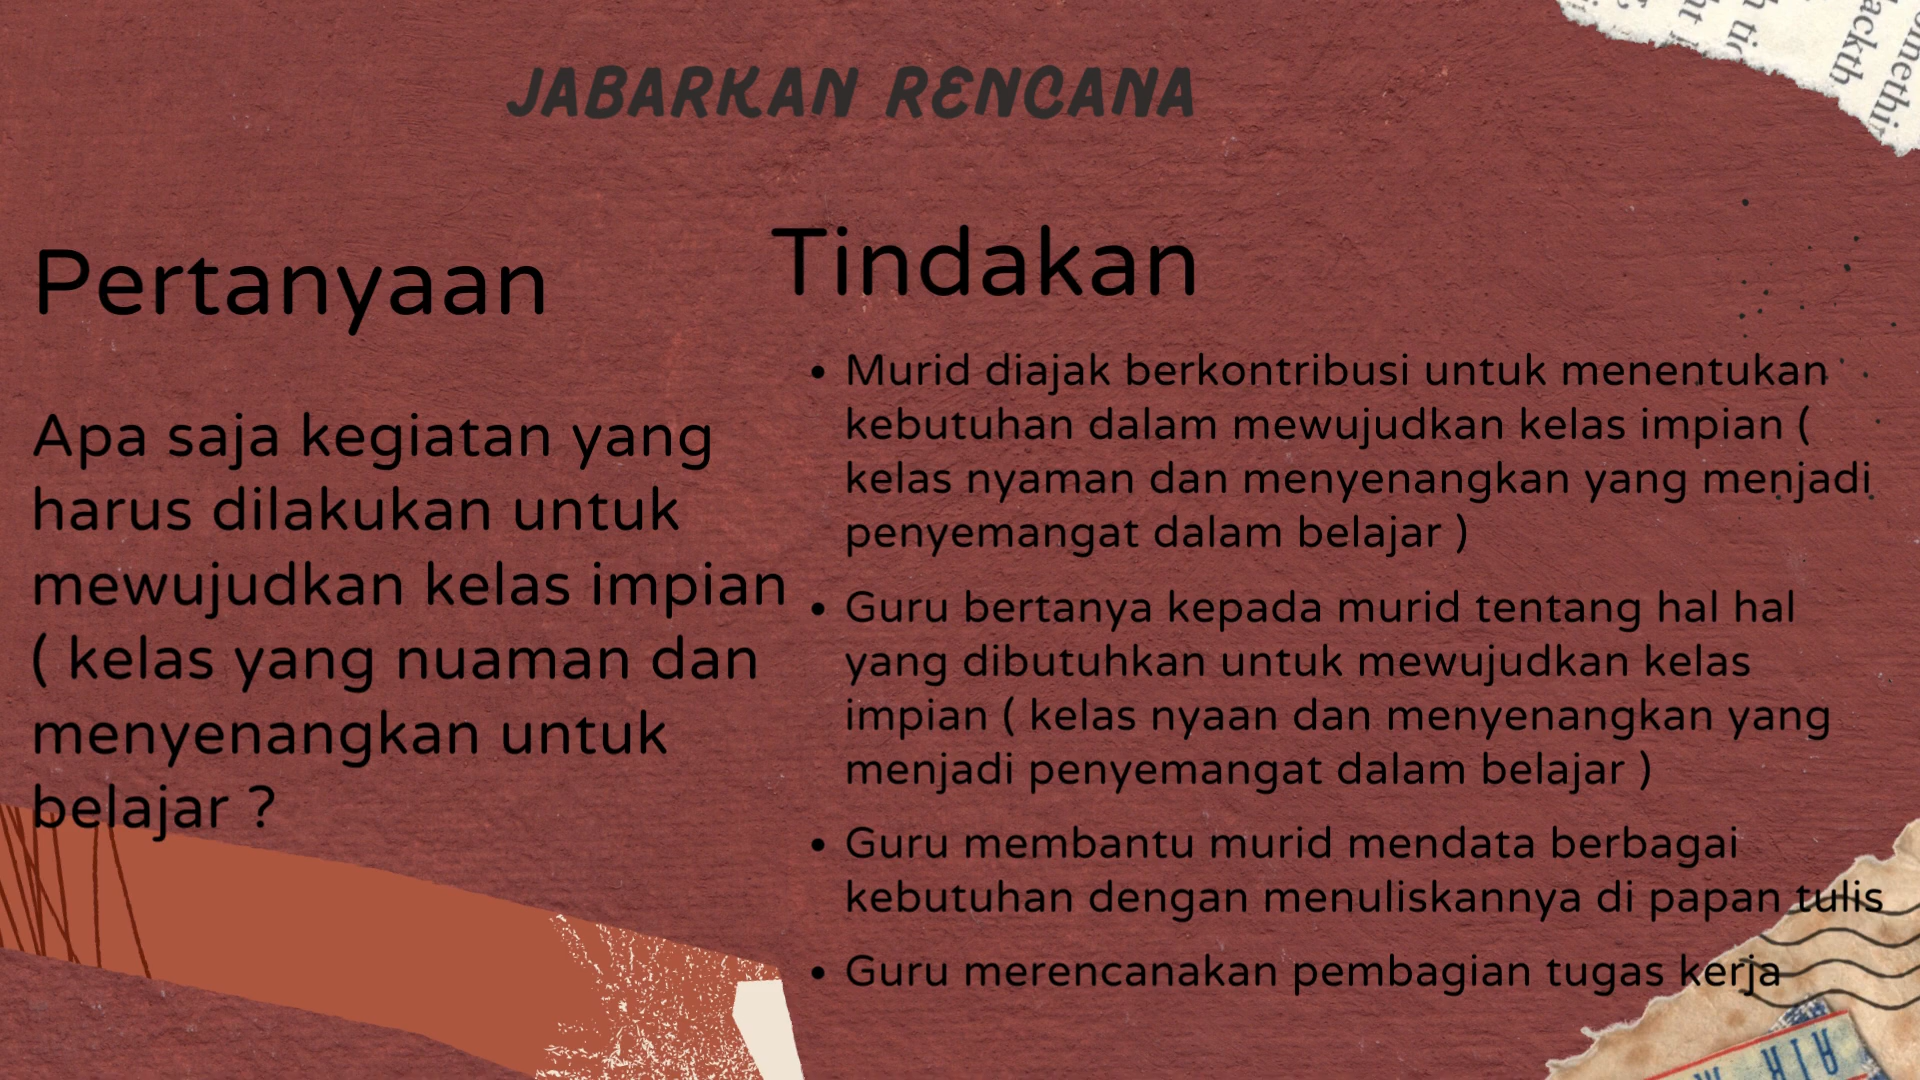 JABARKAN RENCANA
Pertanyaan
Apa saja kegiatan yang
harus dilakukan untuk
mewujudkan kelas impian
( kelas yang nuaman dan
menyenangkan untuk
belajar ?
Tindakan
• Murid diajak berkontribusi untuk menentukan
kebutuhan dalam mewujudkan kelas impian (
kelas nyaman dan menyenangkan yang menjadi
penyemangat dalam belajar )
• Guru bertanya kepada murid tentang hal hal
yang dibutuhkan untuk mewujudkan kelas
impian ( kelas nyaan dan menyenangkan yang
menjadi penyemangat dalam belajar )
• Guru membantu murid mendata berbagai
kebutuhan dengan menuliskannya di papan tulis
• Guru merencanakan pembagian tugas kerja
AIR